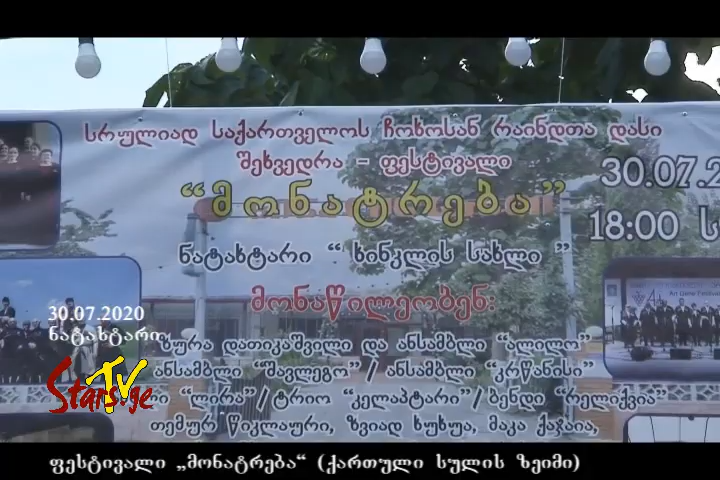 სრულიად საქართველოს ჩოხოსან რაინდთა დასი
შეხვედრა - ფესტივალი
30.07.2
“მონატრება”
18:00 ს
ნატახტარი “ ხინკლის სახლი ”
მონაწილეობენ:
30.07.2020
ნატახტარი
დათიკაშვილი და ანსამბლი “ალილო”
ანსამბლი “შავლეგო” / ანსამბლი “კრწანისი”
Stars.ge
TV
“ლირა”/ ტრიო “კელაპტარი”/ ბენდი “რელიქვია”
თემურ წიკლაური, ზვიად ხუხუა, მაკა ქაჯაია,
ფესტივალი „მონატრება“ (ქართული სულის ზეიმი)